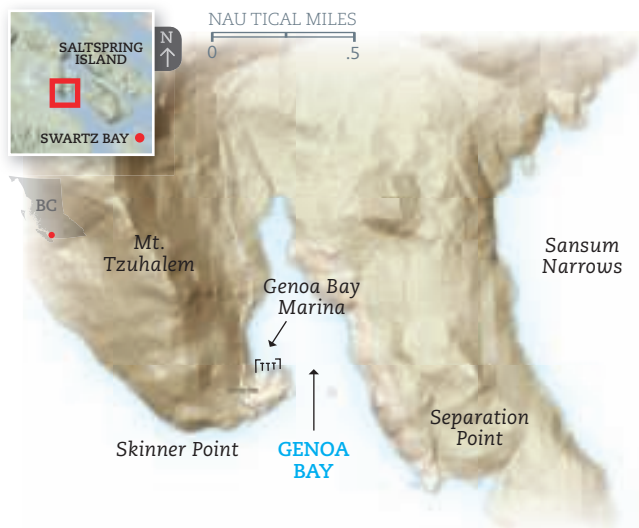 NAU TICAL MILES
0 .5
N
SALTSPRING
ISLAND
SWARTZ BAY
BC
Mt.
Tzuhalem
Sansum
Narrows
Genoa Bay
Marina
Separation
Point
Skinner Point
GENOA
BAY